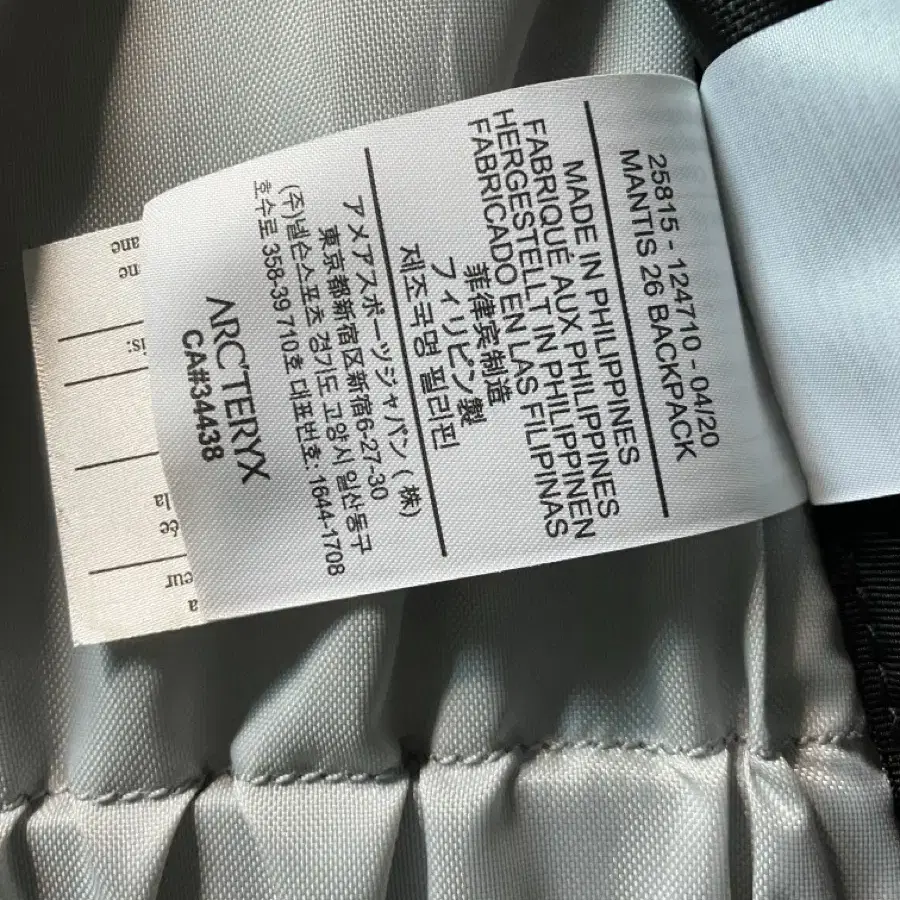 25815 - 124710 - 04/20
MANTIS 26 BACKPACK
MADE IN PHILIPPINES
FABRIQUÉ AUX PHILIPPINES
HERGESTELLT IN PHILIPPINEN
FABRICADO EN LAS FILIPINAS
菲律宾制造
フィリピン製
제조국명 필리핀
アメアスポーツジャパン (株)
東京都新宿区新宿6-27-30
(주)넬슨스포츠 경기도 고양시 일산동구
호수로 358-39 710호 대표번호: 1644-1708
ARC'TERYX
CA#34438